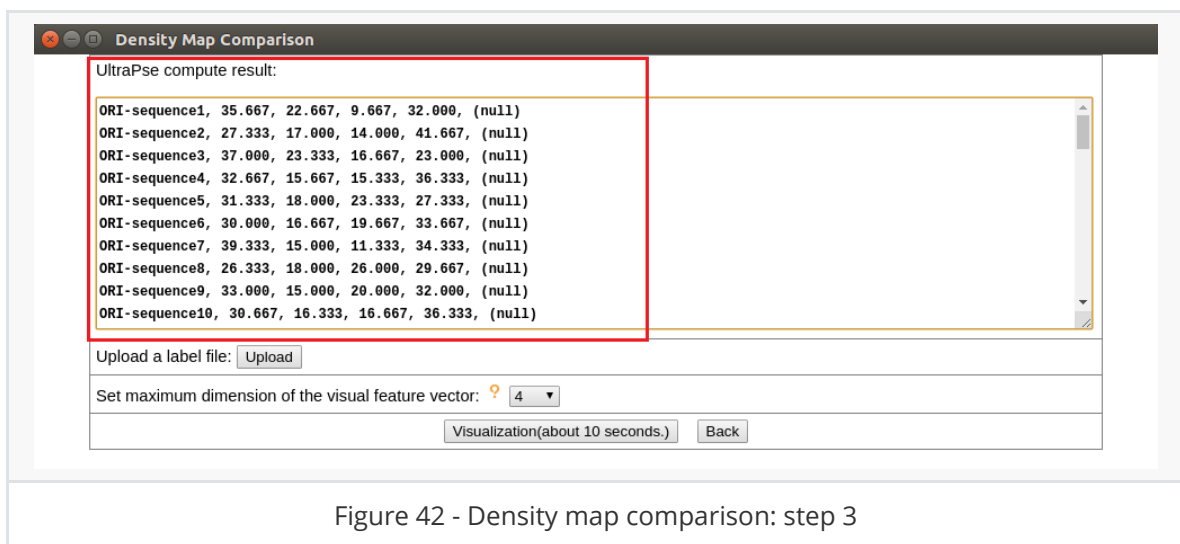 Density Map Comparison
UltraPse compute result:
ORI-sequence1, 35.667, 22.667, 9.667, 32.000, (null)
ORI-sequence2, 27.333, 17.000, 14.000, 41.667, (null)
ORI-sequence3, 37.000, 23.333, 16.667, 23.000, (null)
ORI-sequence4, 32.667, 15.667, 15.333, 36.333, (null)
ORI-sequence5, 31.333, 18.000, 23.333, 27.333, (null)
ORI-sequence6, 30.000, 16.667, 19.667, 33.667, (null)
ORI-sequence7, 39.333, 15.000, 11.333, 34.333, (null)
ORI-sequence8, 26.333, 18.000, 26.000, 29.667, (null)
ORI-sequence9, 33.000, 15.000, 20.000, 32.000, (null)
ORI-sequence10, 30.667, 16.333, 16.667, 36.333, (null)
Upload a label file: Upload
Set maximum dimension of the visual feature vector: ? 4
Visualization(about 10 seconds.) Back
Figure 42 - Density map comparison: step 3